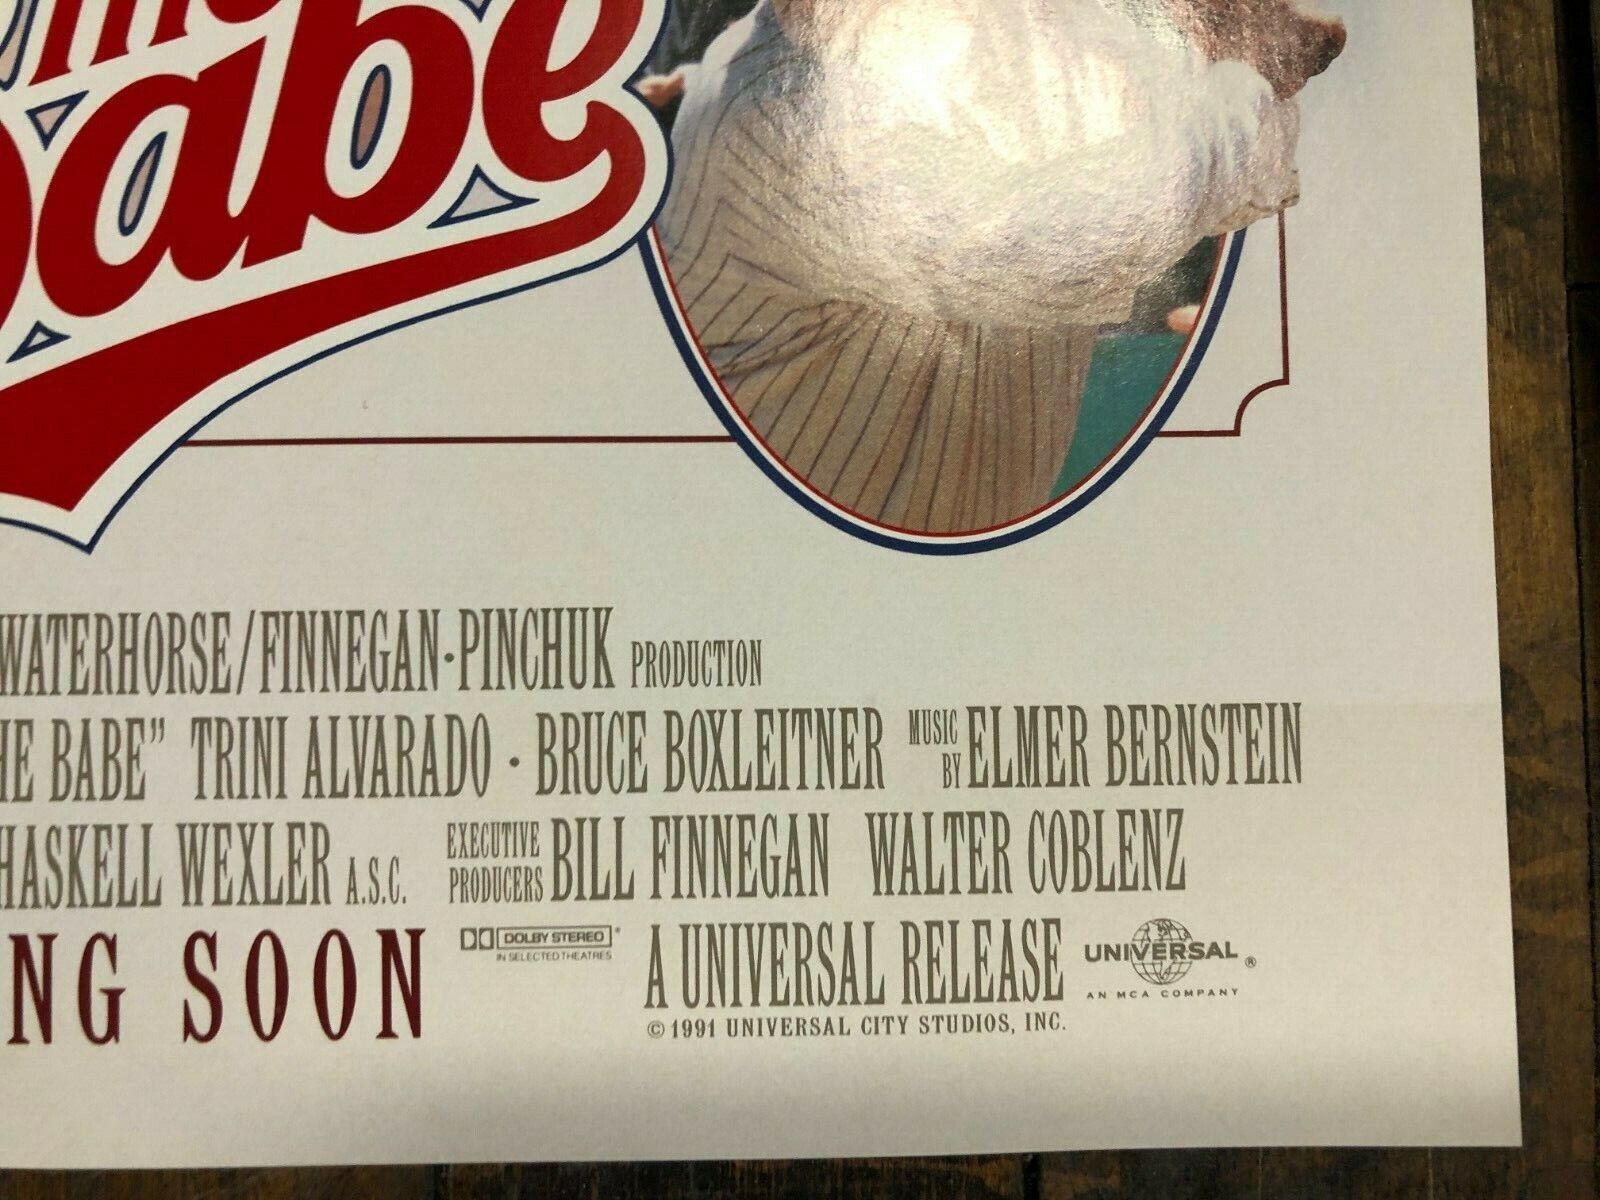 the
Babe
WATERHORSE/FINNEGAN·PINCHUK PRODUCTION
HE BABE" TRINI ALVARADO · BRUCE BOXLEITNER MUSIC BY ELMER BERNSTEIN
HASKELL WEXLER A.S.C. EXECUTIVE PRODUCERS BILL FINNEGAN WALTER COBLENZ
NG SOON DOLBY STEREO ® IN SELECTED THEATRES A UNIVERSAL RELEASE UNIVERSAL ®
AN MCA COMPANY
© 1991 UNIVERSAL CITY STUDIOS, INC.